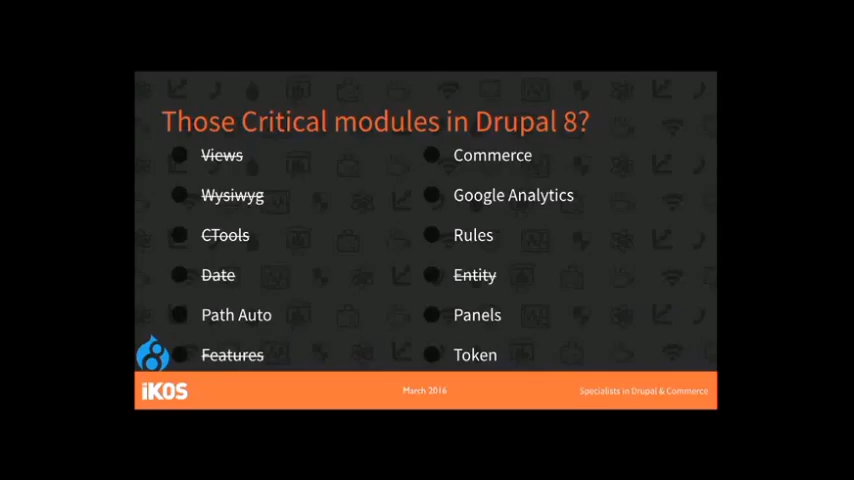 Those Critical modules in Drupal 8?
Views
Wysiwyg
CTools
Date
Path Auto
Features
Commerce
Google Analytics
Rules
Entity
Panels
Token
iKOS
March 2016
Specialists in Drupal & Commerce